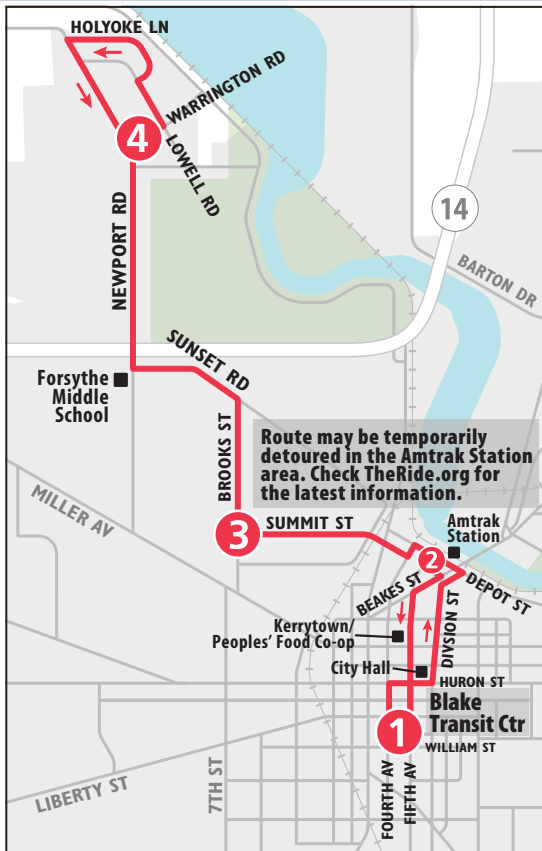 HOLYOKE LN
WARRINGTON RD
4
LOWELL RD
NEWPORT RD
14
BARTON DR
SUNSET RD
Forsythe
Middle
School
BROOKS ST
Route may be temporarily
detoured in the Amtrak Station
area. Check TheRide.org for
the latest information.
MILLER AV
3
SUMMIT ST
Amtrak
Station
2
BEAKES ST
DEPOT ST
DIVSION ST
Kerrytown/
Peoples' Food Co-op
City Hall
HURON ST
Blake
Transit Ctr
1
WILLIAM ST
LIBERTY ST
7TH ST
FOURTH AV
FIFTH AV